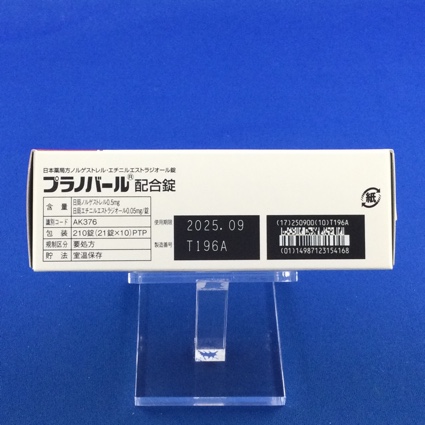 日本薬局方 ノルゲストレル・エチニルエストラジオール錠
プラノバール® 配合錠
含量 日局ノルゲストレル0.5mg
日局エチニルエストラジオール0.05mg/錠
識別コード AK376
包装 210錠(21錠×10)PTP
規制区分 要処方
貯法 室温保存
使用期限 2025.09
製造番号 T196A
(17)250900(10)T196A
(01)14987123154168
紙